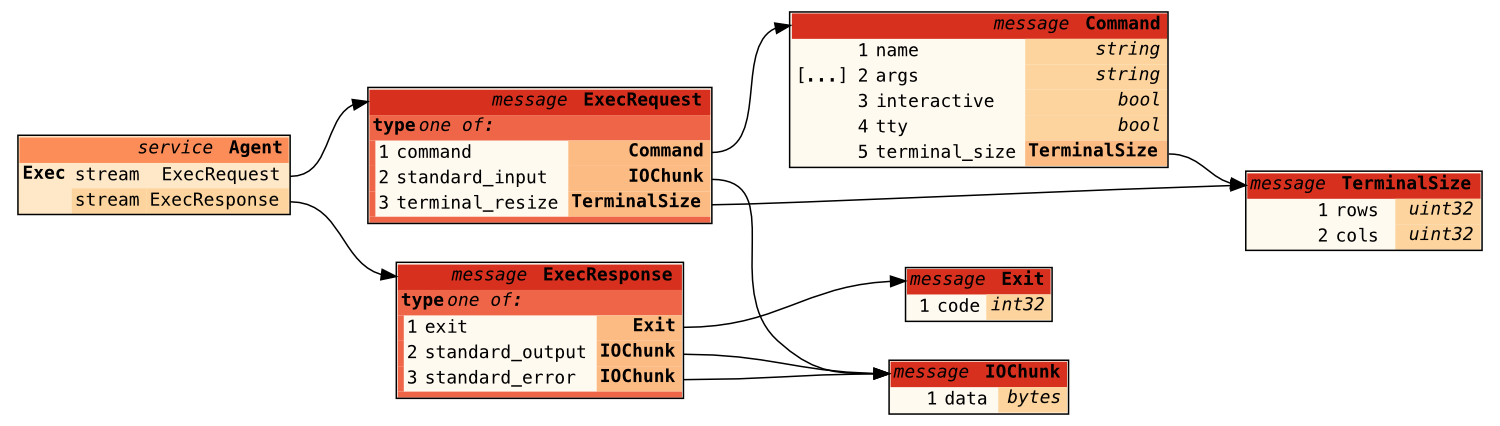 service Agent
Exec stream ExecRequest
stream ExecResponse
message ExecRequest
type one of:
1 command Command
2 standard_input IOChunk
3 terminal_resize TerminalSize
message ExecResponse
type one of:
1 exit Exit
2 standard_output IOChunk
3 standard_error IOChunk
message Command
1 name string
[...] 2 args string
3 interactive bool
4 tty bool
5 terminal_size TerminalSize
message TerminalSize
1 rows uint32
2 cols uint32
message Exit
1 code int32
message IOChunk
1 data bytes